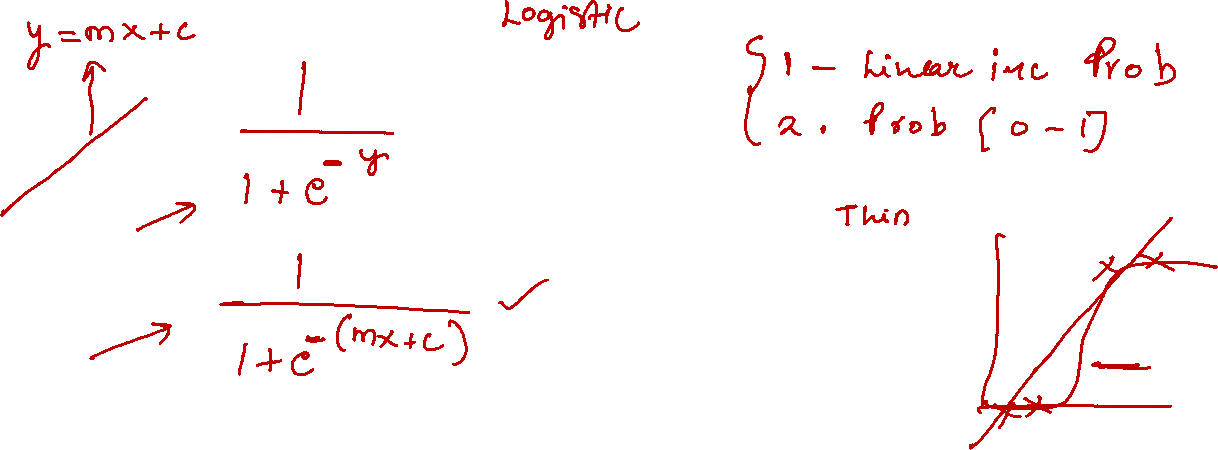 Logistic
y = mx + c
1 / (1 + e^-y)
1 / (1 + e^-(mx+c))
1 - Linear inc Prob
2. Prob [0-1]
Thin